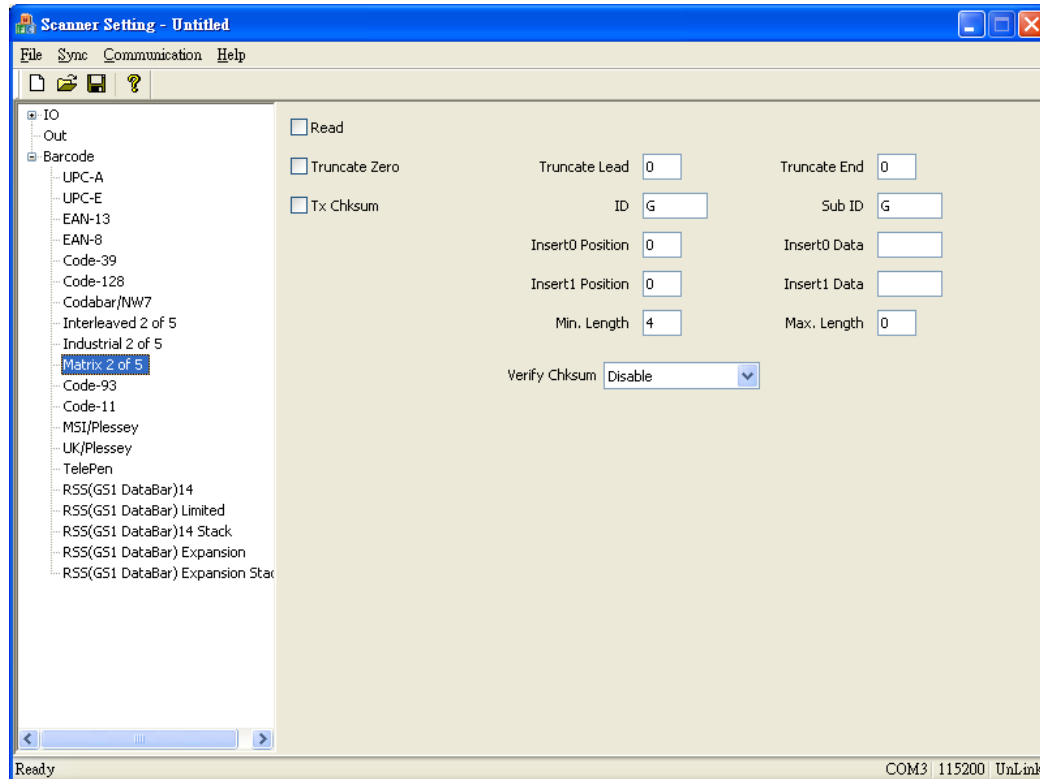 Scanner Setting - Untitled
File Sync Communication Help
IO
Out
Barcode
UPC-A
UPC-E
EAN-13
EAN-8
Code-39
Code-128
Codabar/NW7
Interleaved 2 of 5
Industrial 2 of 5
Matrix 2 of 5
Code-93
Code-11
MSI/Plessey
UK/Plessey
TelePen
RSS(GS1 DataBar)14
RSS(GS1 DataBar) Limited
RSS(GS1 DataBar)14 Stack
RSS(GS1 DataBar) Expansion
RSS(GS1 DataBar) Expansion Stac
Read
Truncate Zero Truncate Lead 0 Truncate End 0
Tx Chksum ID G Sub ID G
Insert0 Position 0 Insert0 Data
Insert1 Position 0 Insert1 Data
Min. Length 4 Max. Length 0
Verify Chksum Disable
Ready COM3 115200 UnLink